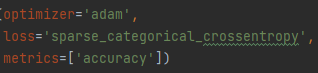 (optimizer='adam',
loss='sparse_categorical_crossentropy',
metrics=['accuracy'])